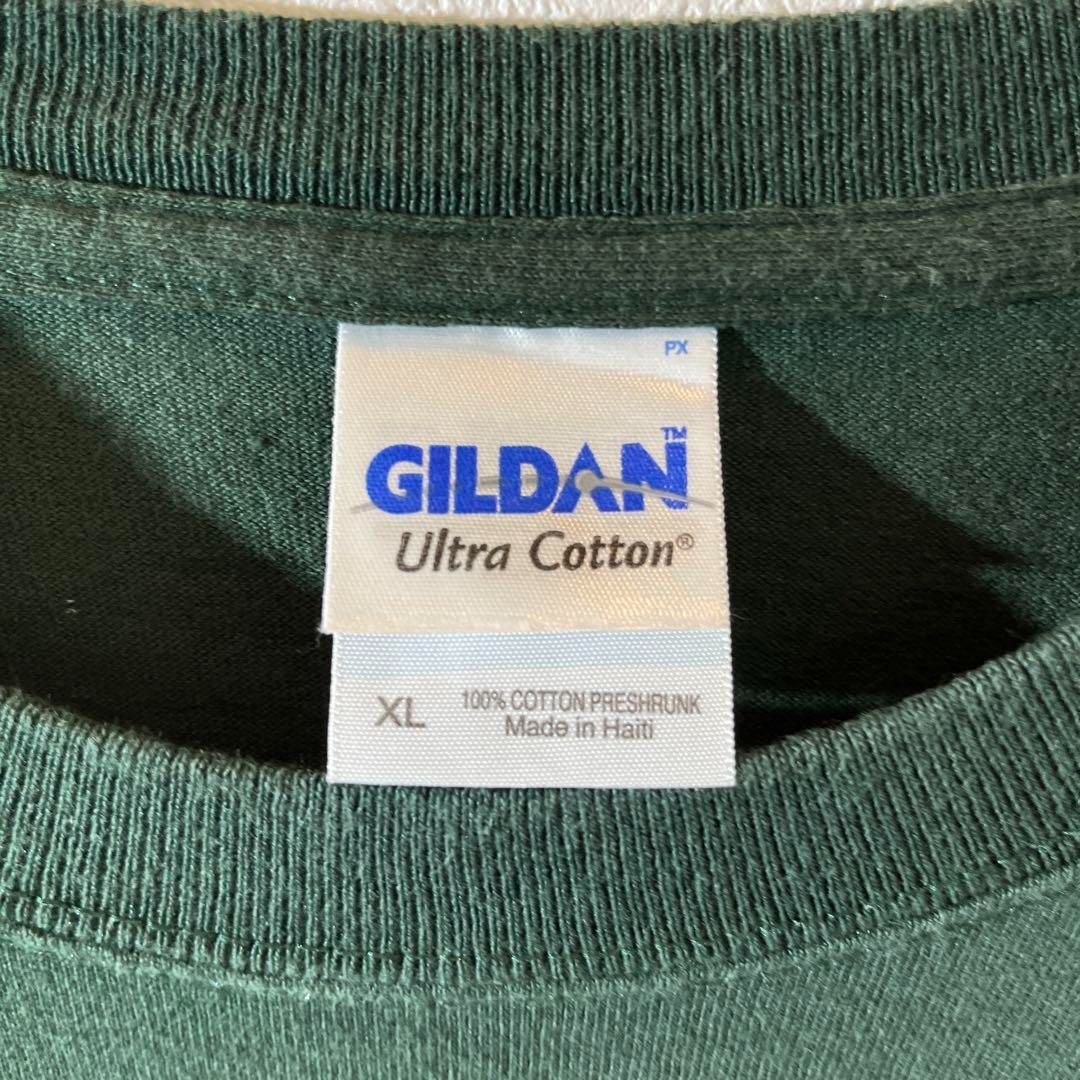 PX
GILDAN™
Ultra Cotton®
XL
100% COTTON PRESHRUNK
Made in Haiti